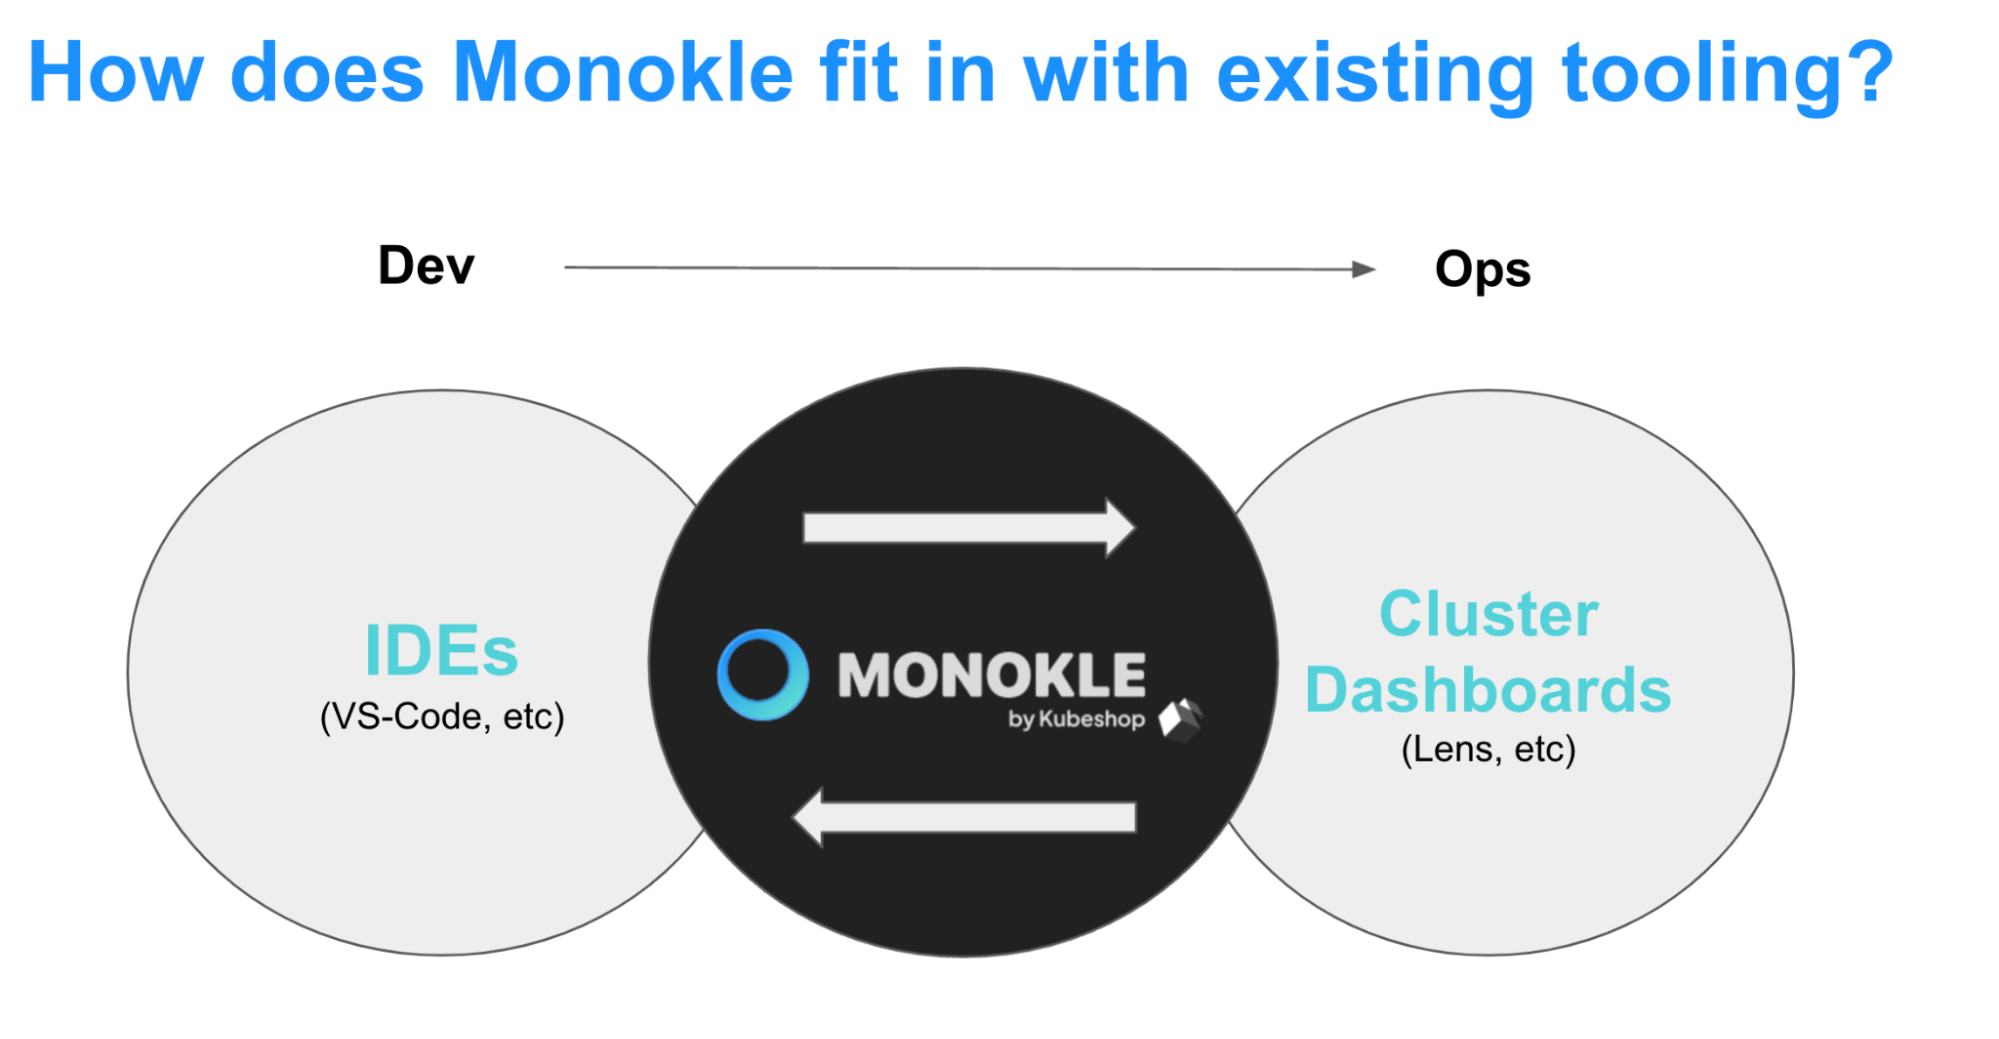 How does Monokle fit in with existing tooling?
Dev
Ops
IDEs
(VS-Code, etc)
MONOKLE
by Kubeshop
Cluster
Dashboards
(Lens, etc)